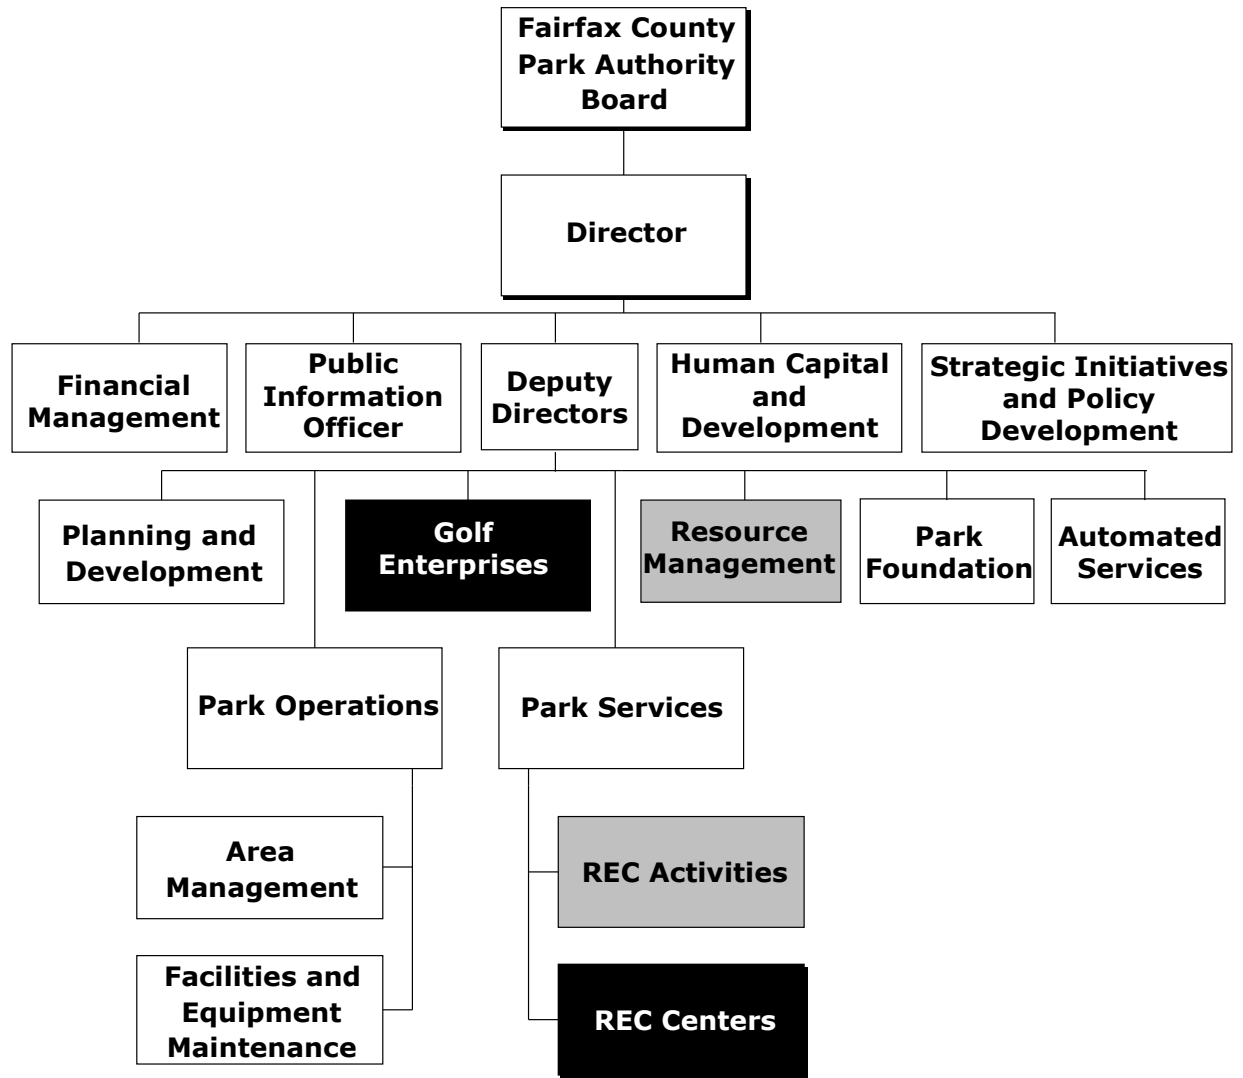 Fairfax County
Park Authority
Board
Director
Financial
Management
Public
Information
Officer
Deputy
Directors
Human Capital
and
Development
Strategic Initiatives
and Policy
Development
Planning and
Development
Golf
Enterprises
Resource
Management
Park
Foundation
Automated
Services
Park Operations
Park Services
Area
Management
REC Activities
Facilities and
Equipment
Maintenance
REC Centers